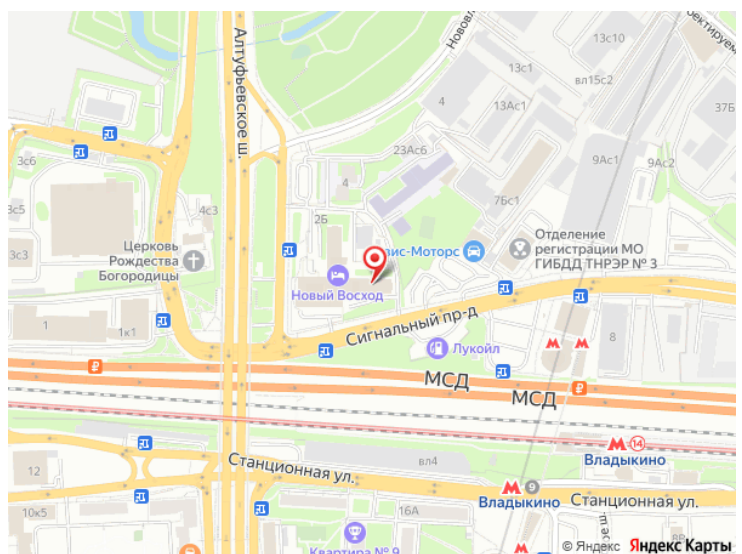 13с10
13с1
вл15с2
4
13Ас1
37Б
23Ас6
9Ас1
9Ас2
7Бс1
Алтуфьевское ш.
3с6
3с5
3с3
4с3
4
2Б
Церковь
Рождества
Богородицы
Новый Восход
Отделение
регистрации МО
ГИБДД ТНРЭР № 3
Сигнальный пр-д
Лукойл
1
1к1
8
МСД
МСД
14
Владыкино
Станционная ул.
вл4
12
10к5
9
Владыкино
Станционная ул.
16А
Квартира № 9
8В
© Яндекс Яндекс Карты